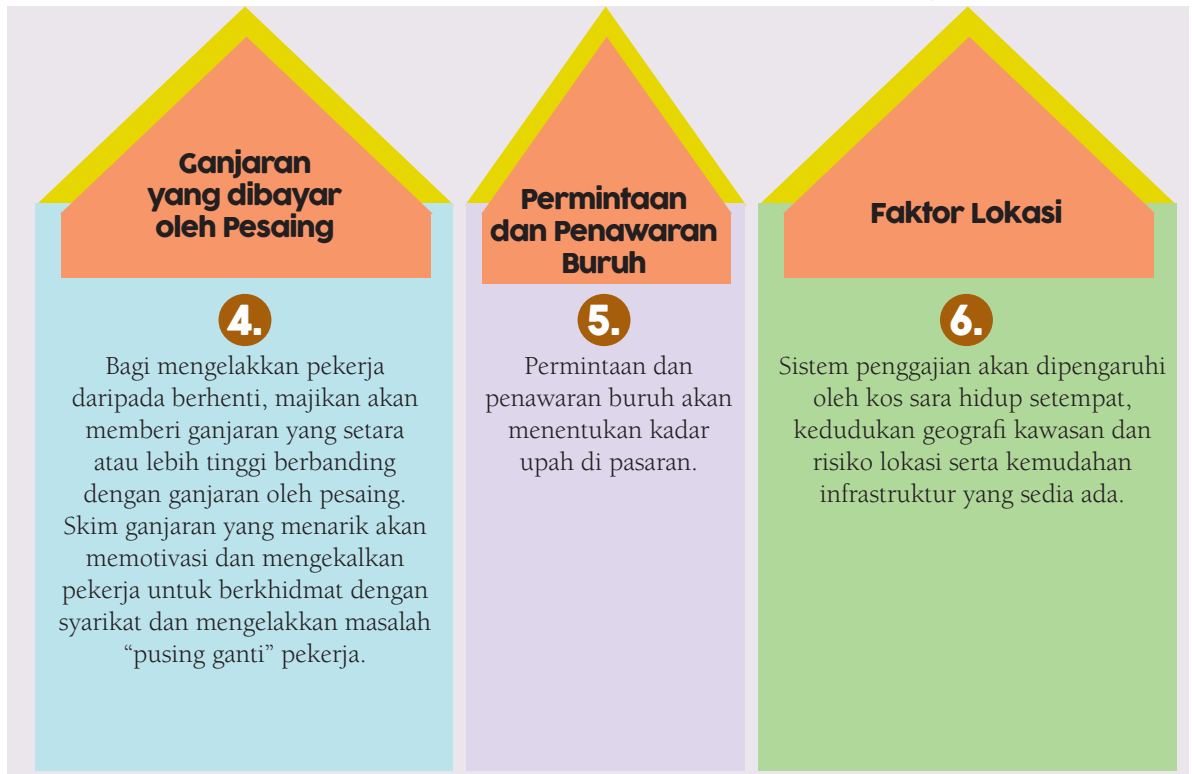 Ganjaran
yang dibayar
oleh Pesaing
4.
Bagi mengelakkan pekerja
daripada berhenti, majikan akan
memberi ganjaran yang setara
atau lebih tinggi berbanding
dengan ganjaran oleh pesaing.
Skim ganjaran yang menarik akan
memotivasi dan mengekalkan
pekerja untuk berkhidmat dengan
syarikat dan mengelakkan masalah
“pusing ganti” pekerja.
Permintaan
dan Penawaran
Buruh
5.
Permintaan dan
penawaran buruh akan
menentukan kadar
upah di pasaran.
Faktor Lokasi
6.
Sistem penggajian akan dipengaruhi
oleh kos sara hidup setempat,
kedudukan geografi kawasan dan
risiko lokasi serta kemudahan
infrastruktur yang sedia ada.